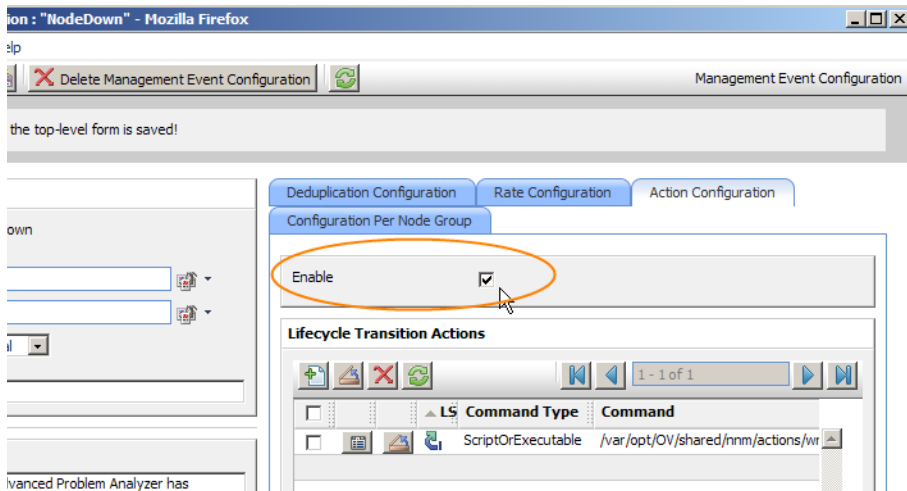 ion : "NodeDown" - Mozilla Firefox
elp
Delete Management Event Configuration
Management Event Configuration
the top-level form is saved!
Deduplication Configuration Rate Configuration Action Configuration
Configuration Per Node Group
own
Enable
al
Lifecycle Transition Actions
1 - 1 of 1
LS Command Type Command
ScriptOrExecutable /var/opt/OV/shared/nnm/actions/wr
dvanced Problem Analyzer has